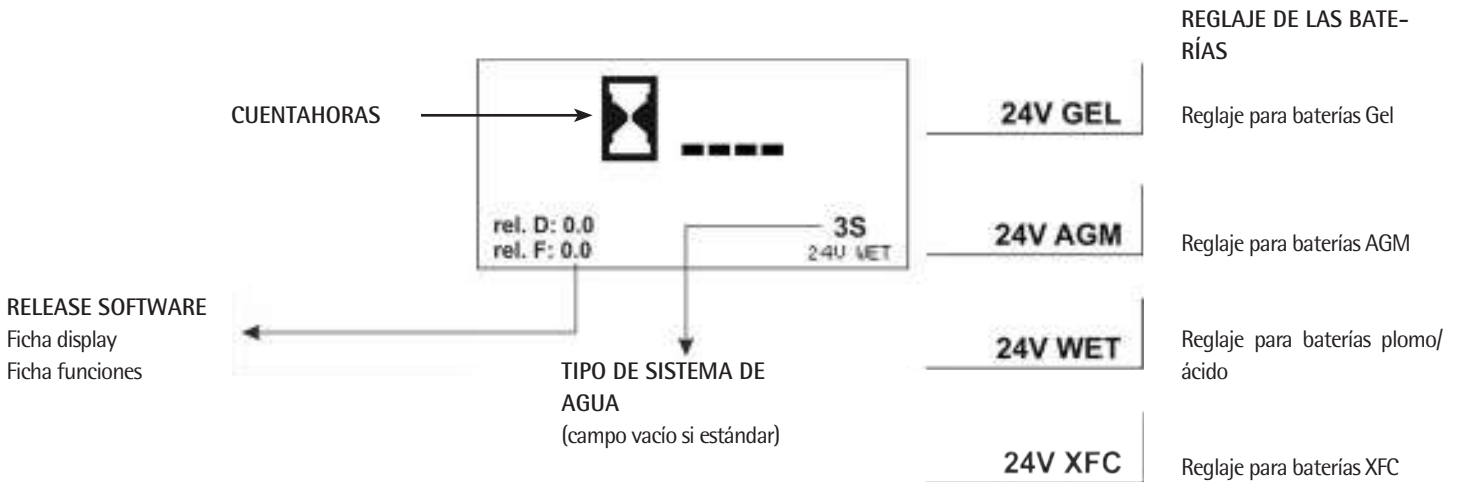 REGLAJE DE LAS BATE-
RÍAS
CUENTAHORAS
24V GEL
Reglaje para baterías Gel
rel. D: 0.0
rel. F: 0.0
3S
24V WET
24V AGM
Reglaje para baterías AGM
RELEASE SOFTWARE
Ficha display
Ficha funciones
TIPO DE SISTEMA DE
AGUA
(campo vacío si estándar)
24V WET
Reglaje para baterías plomo/
ácido
24V XFC
Reglaje para baterías XFC